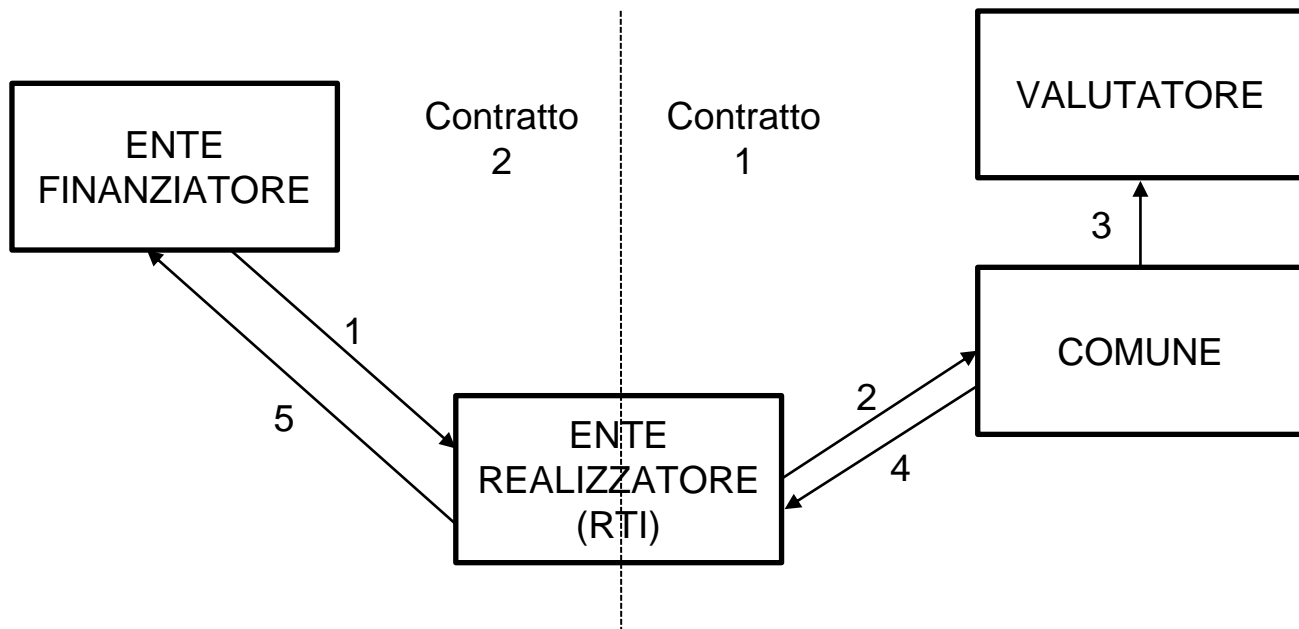 ENTE
FINANZIATORE
Contratto
2
Contratto
1
VALUTATORE
3
COMUNE
1
5
2
4
ENTE
REALIZZATORE
(RTI)